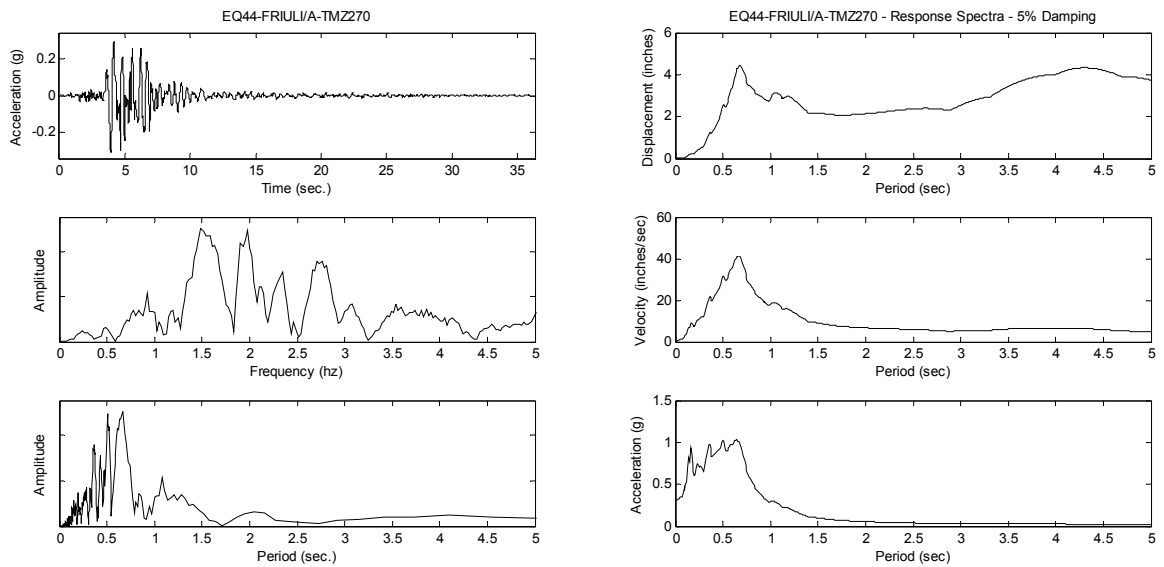 EQ44-FRIULI/A-TMZ270
Acceleration (g)
0.2
0
-0.2
0 5 10 15 20 25 30 35
Time (sec.)
Amplitude
0 0.5 1 1.5 2 2.5 3 3.5 4 4.5 5
Frequency (hz)
Amplitude
0 0.5 1 1.5 2 2.5 3 3.5 4 4.5 5
Period (sec.)
EQ44-FRIULI/A-TMZ270 - Response Spectra - 5% Damping
Displacement (inches)
6
4
2
0
0 0.5 1 1.5 2 2.5 3 3.5 4 4.5 5
Period (sec)
Velocity (inches/sec)
60
40
20
0
0 0.5 1 1.5 2 2.5 3 3.5 4 4.5 5
Period (sec)
Acceleration (g)
1.5
1
0.5
0
0 0.5 1 1.5 2 2.5 3 3.5 4 4.5 5
Period (sec)